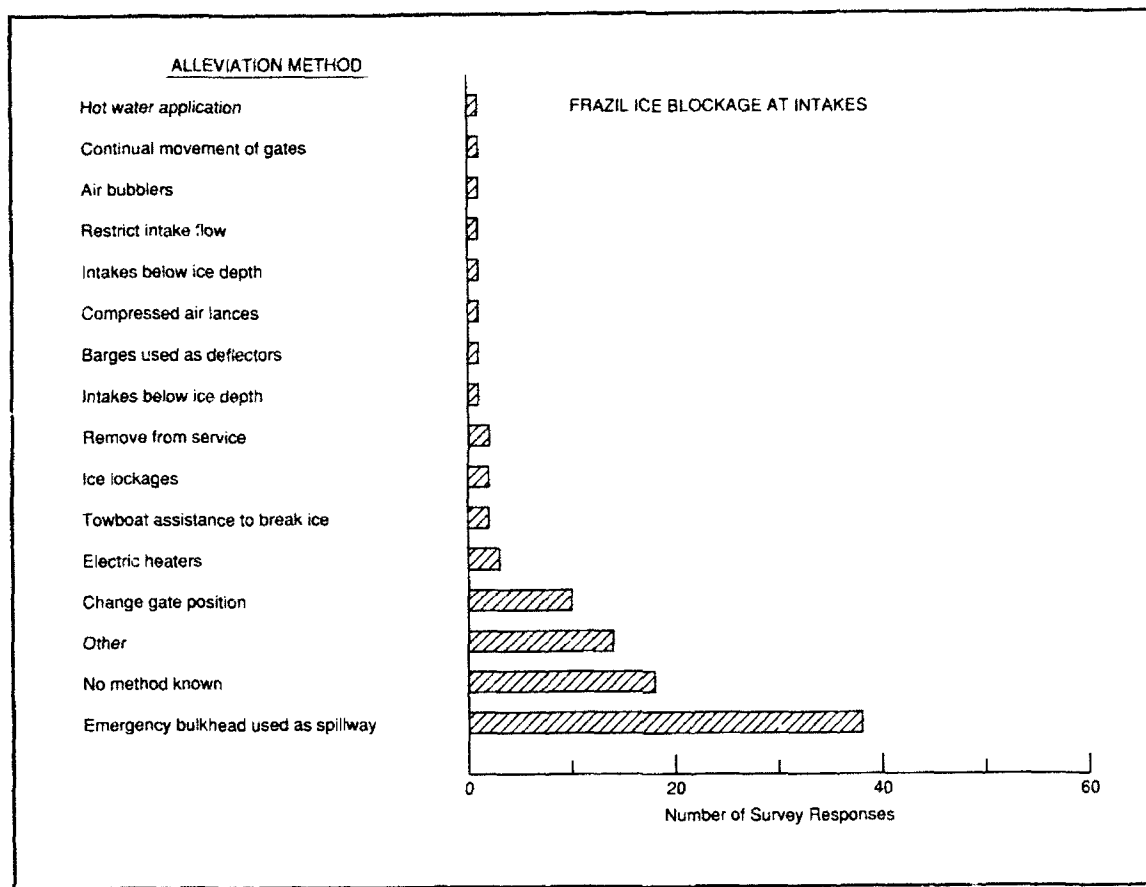 ALLEVIATION METHOD
FRAZIL ICE BLOCKAGE AT INTAKES
Hot water application
Continual movement of gates
Air bubblers
Restrict intake flow
Intakes below ice depth
Compressed air lances
Barges used as deflectors
Intakes below ice depth
Remove from service
Ice lockages
Towboat assistance to break ice
Electric heaters
Change gate position
Other
No method known
Emergency bulkhead used as spillway
0 20 40 60
Number of Survey Responses